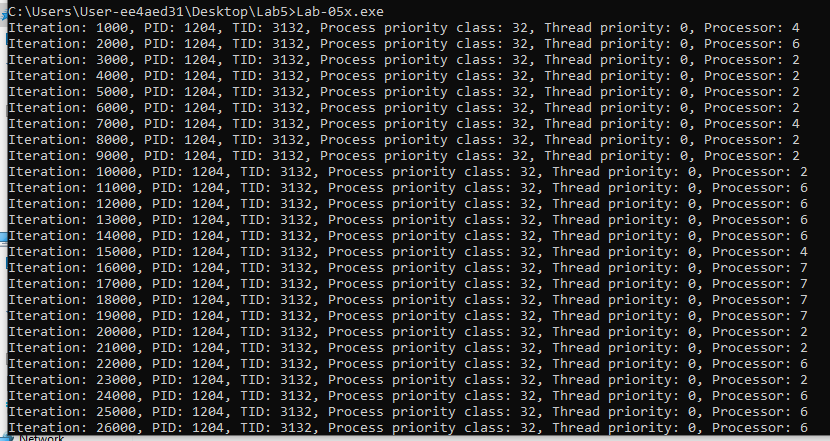 C:\Users\User-ee4aed31\Desktop\Lab5>Lab-05x.exe
Iteration: 1000, PID: 1204, TID: 3132, Process priority class: 32, Thread priority: 0, Processor: 4
Iteration: 2000, PID: 1204, TID: 3132, Process priority class: 32, Thread priority: 0, Processor: 6
Iteration: 3000, PID: 1204, TID: 3132, Process priority class: 32, Thread priority: 0, Processor: 2
Iteration: 4000, PID: 1204, TID: 3132, Process priority class: 32, Thread priority: 0, Processor: 2
Iteration: 5000, PID: 1204, TID: 3132, Process priority class: 32, Thread priority: 0, Processor: 2
Iteration: 6000, PID: 1204, TID: 3132, Process priority class: 32, Thread priority: 0, Processor: 2
Iteration: 7000, PID: 1204, TID: 3132, Process priority class: 32, Thread priority: 0, Processor: 4
Iteration: 8000, PID: 1204, TID: 3132, Process priority class: 32, Thread priority: 0, Processor: 2
Iteration: 9000, PID: 1204, TID: 3132, Process priority class: 32, Thread priority: 0, Processor: 2
Iteration: 10000, PID: 1204, TID: 3132, Process priority class: 32, Thread priority: 0, Processor: 2
Iteration: 11000, PID: 1204, TID: 3132, Process priority class: 32, Thread priority: 0, Processor: 6
Iteration: 12000, PID: 1204, TID: 3132, Process priority class: 32, Thread priority: 0, Processor: 6
Iteration: 13000, PID: 1204, TID: 3132, Process priority class: 32, Thread priority: 0, Processor: 6
Iteration: 14000, PID: 1204, TID: 3132, Process priority class: 32, Thread priority: 0, Processor: 6
Iteration: 15000, PID: 1204, TID: 3132, Process priority class: 32, Thread priority: 0, Processor: 4
Iteration: 16000, PID: 1204, TID: 3132, Process priority class: 32, Thread priority: 0, Processor: 7
Iteration: 17000, PID: 1204, TID: 3132, Process priority class: 32, Thread priority: 0, Processor: 7
Iteration: 18000, PID: 1204, TID: 3132, Process priority class: 32, Thread priority: 0, Processor: 7
Iteration: 19000, PID: 1204, TID: 3132, Process priority class: 32, Thread priority: 0, Processor: 7
Iteration: 20000, PID: 1204, TID: 3132, Process priority class: 32, Thread priority: 0, Processor: 2
Iteration: 21000, PID: 1204, TID: 3132, Process priority class: 32, Thread priority: 0, Processor: 2
Iteration: 22000, PID: 1204, TID: 3132, Process priority class: 32, Thread priority: 0, Processor: 6
Iteration: 23000, PID: 1204, TID: 3132, Process priority class: 32, Thread priority: 0, Processor: 6
Iteration: 24000, PID: 1204, TID: 3132, Process priority class: 32, Thread priority: 0, Processor: 6
Iteration: 25000, PID: 1204, TID: 3132, Process priority class: 32, Thread priority: 0, Processor: 6
Iteration: 26000, PID: 1204, TID: 3132, Process priority class: 32, Thread priority: 0, Processor: 6
Network